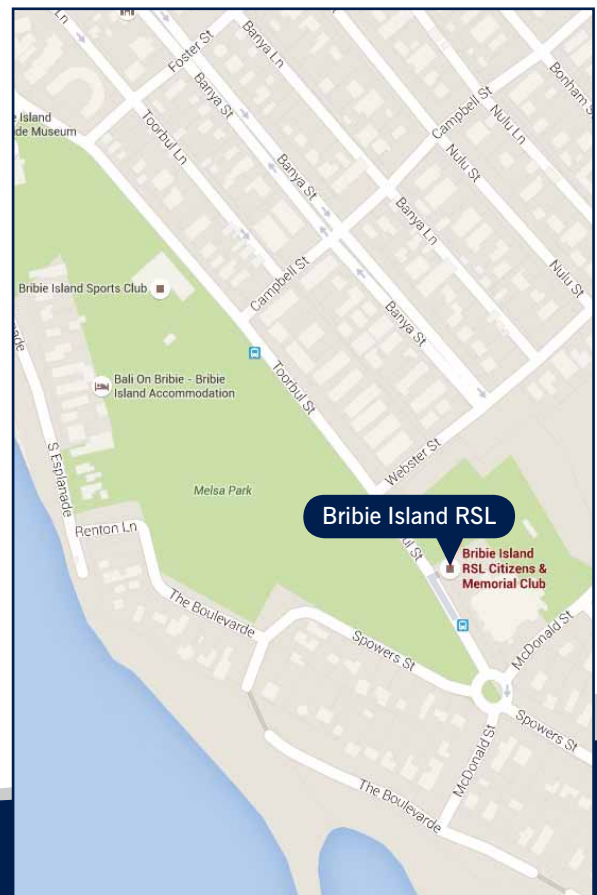 Ln
Foster St
Banya Ln
Banya St
Toorbul Ln
Campbell St
Bonham S
Nulu Ln
e Island
de Museum
Nulu St
Banya St
Banya Ln
Bribie Island Sports Club
Campbell St
Nulu St
Banya St
Bali On Bribie - Bribie
Island Accommodation
Toorbul St
Webster St
S Esplanade
Melsa Park
Bribie Island RSL
Renton Ln
ul St
Bribie Island
RSL Citizens &
Memorial Club
The Boulevarde
Spowers St
McDonald St
Spowers St
McDonald St
The Boulevarde